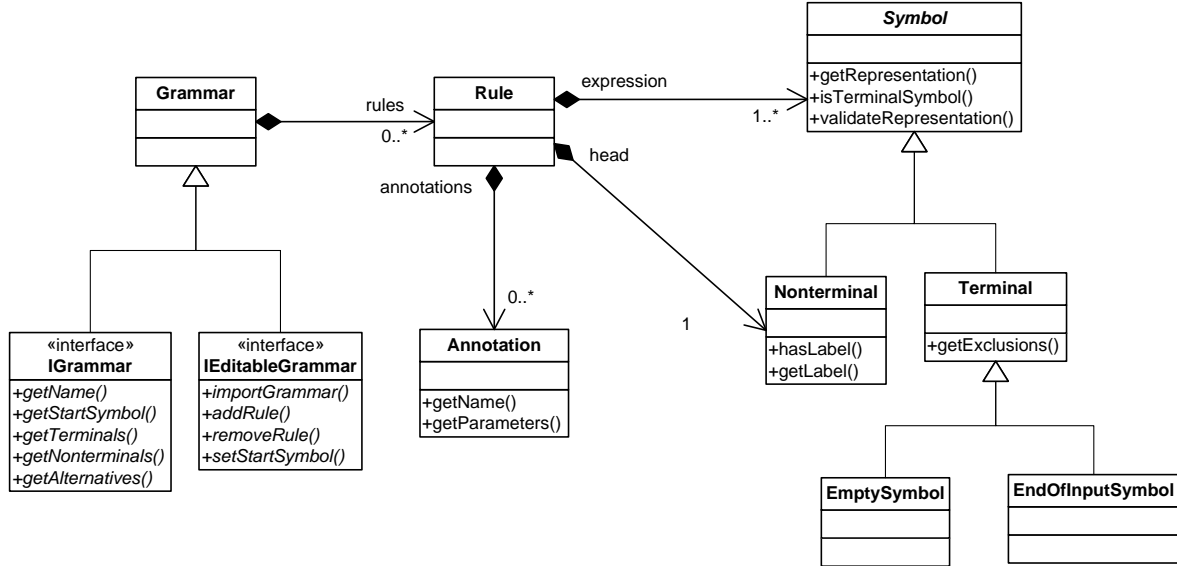 Symbol
+getRepresentation()
+isTerminalSymbol()
+validateRepresentation()
Grammar
rules
0..*
Rule
expression
1..*
head
1
annotations
0..*
«interface»
IGrammar
+getName()
+getStartSymbol()
+getTerminals()
+getNonterminals()
+getAlternatives()
«interface»
IEditableGrammar
+importGrammar()
+addRule()
+removeRule()
+setStartSymbol()
Annotation
+getName()
+getParameters()
Nonterminal
+hasLabel()
+getLabel()
Terminal
+getExclusions()
EmptySymbol
EndOfInputSymbol